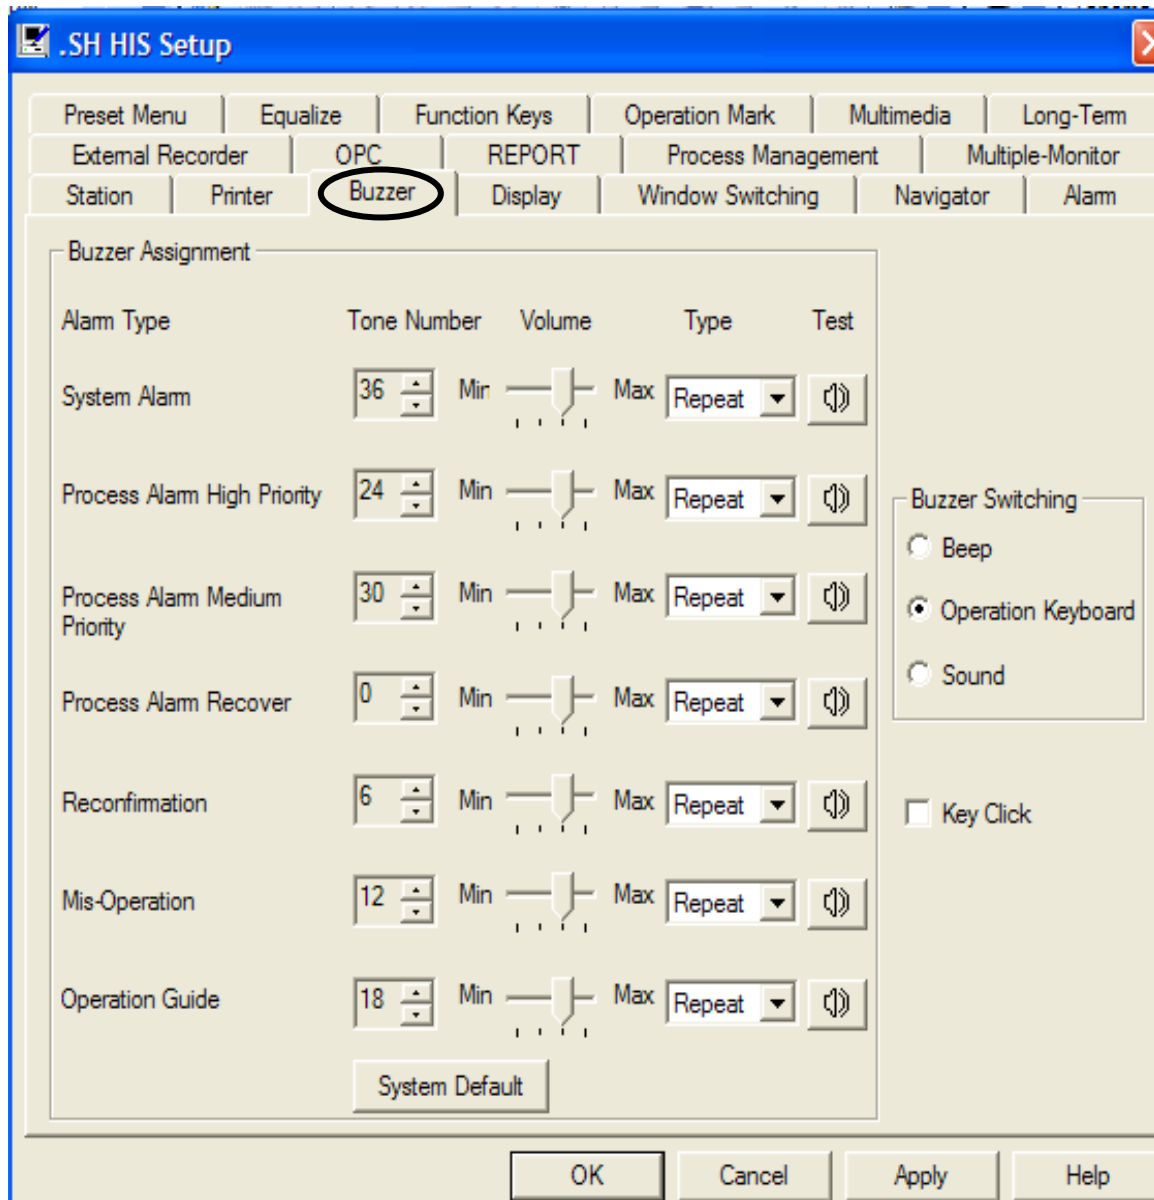 .SH HIS Setup
Preset Menu Equalize Function Keys Operation Mark Multimedia Long-Term
External Recorder OPC REPORT Process Management Multiple-Monitor
Station Printer Buzzer Display Window Switching Navigator Alarm
Buzzer Assignment
Alarm Type Tone Number Volume Type Test
System Alarm 36 Min Max Repeat
Process Alarm High Priority 24 Min Max Repeat
Buzzer Switching
Beep
Process Alarm Medium
Priority
30 Min Max Repeat
Operation Keyboard
Sound
Process Alarm Recover 0 Min Max Repeat
Reconfirmation 6 Min Max Repeat
Key Click
Mis-Operation 12 Min Max Repeat
Operation Guide 18 Min Max Repeat
System Default
OK Cancel Apply Help